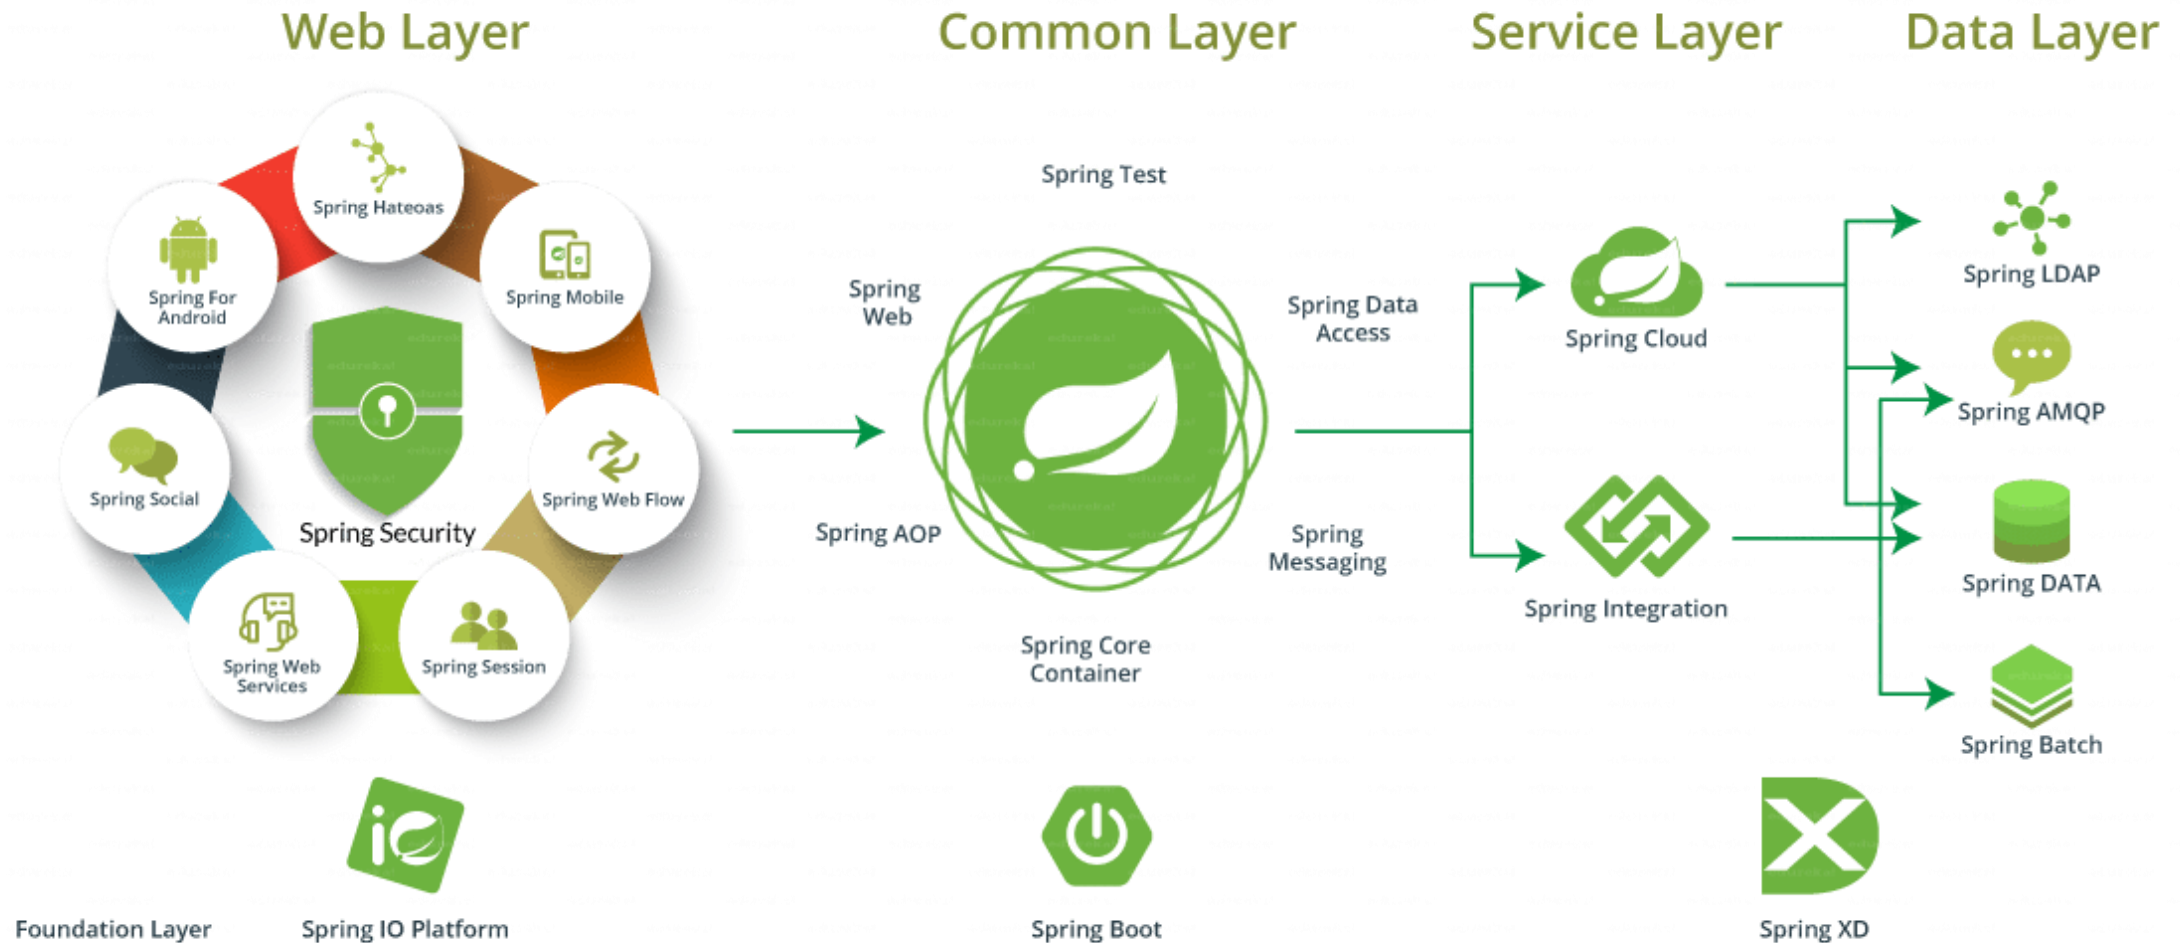 Web Layer
Common Layer
Service Layer
Data Layer
Spring Hateoas
Spring For
Android
Spring Mobile
Spring Social
Spring Web Flow
Spring Security
Spring Web
Services
Spring Session
Spring Test
Spring
Web
Spring Data
Access
Spring AOP
Spring
Messaging
Spring Core
Container
Spring Cloud
Spring Integration
Spring LDAP
Spring AMQP
Spring DATA
Spring Batch
Foundation Layer
Spring IO Platform
Spring Boot
Spring XD